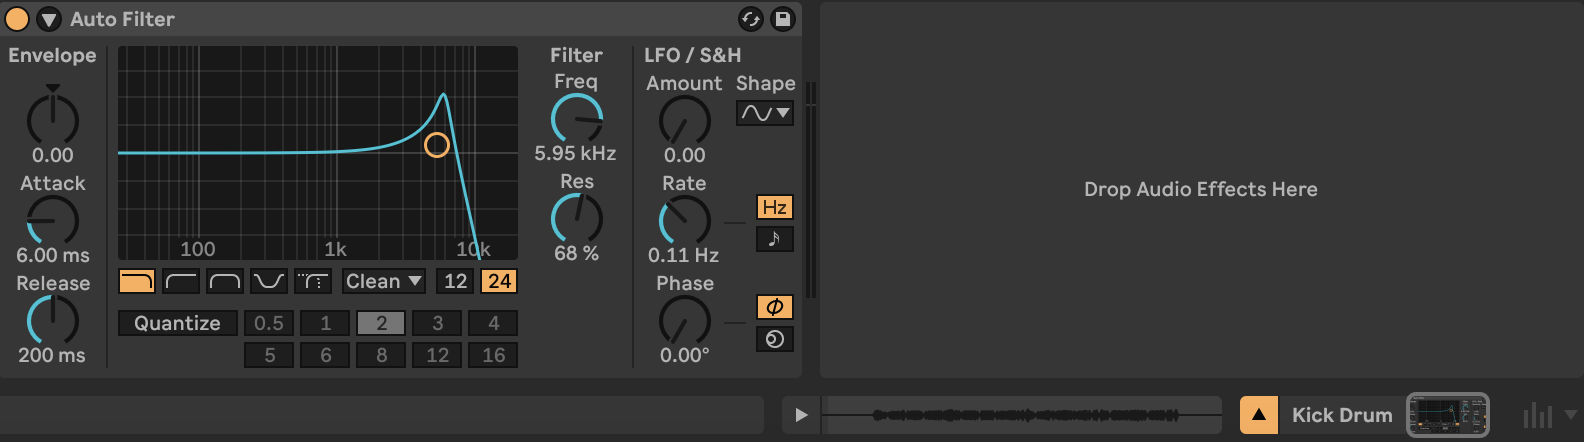 Auto Filter
Envelope
0.00
Attack
6.00 ms
Release
200 ms
100 1k 10k
Clean 12 24
Quantize 0.5 1 2 3 4
5 6 8 12 16
Filter
Freq
5.95 kHz
Res
68 %
LFO / S&H
Amount Shape
0.00
Rate
Hz
0.11 Hz
Phase
ϕ
0.00°
Drop Audio Effects Here
Kick Drum